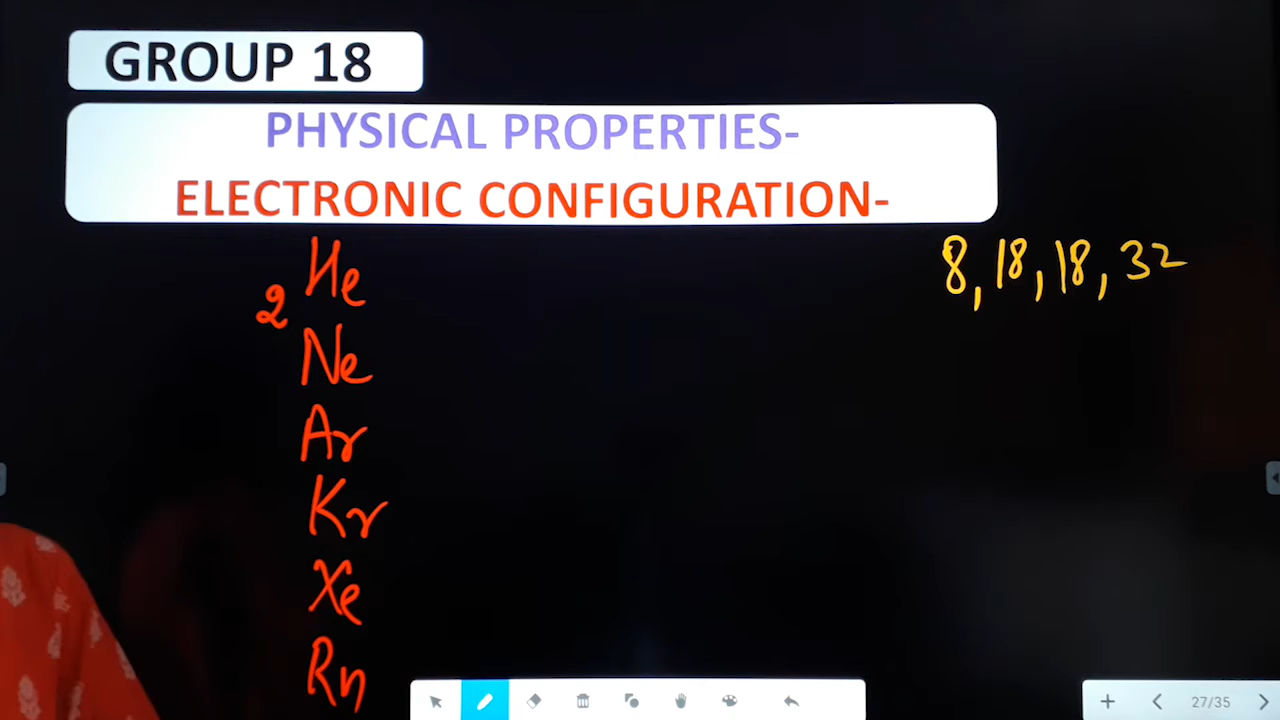 GROUP 18
PHYSICAL PROPERTIES-
ELECTRONIC CONFIGURATION-
8, 18, 18, 32
2 He
Ne
Ar
Kr
Xe
Rn
27/35